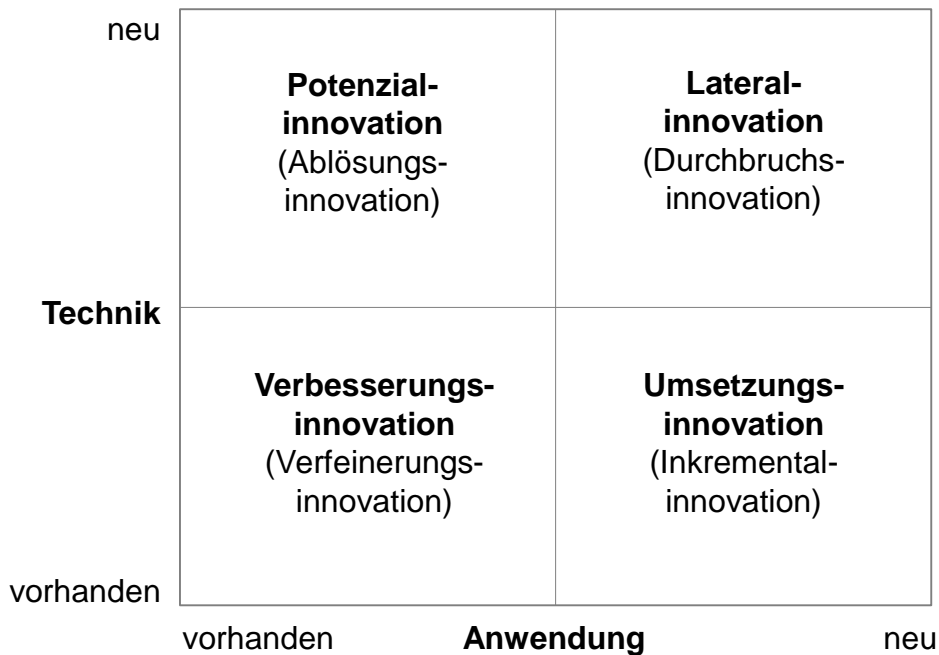 neu
Potenzial-
innovation
(Ablösungs-
innovation)
Lateral-
innovation
(Durchbruchs-
innovation)
Technik
Verbesserungs-
innovation
(Verfeinerungs-
innovation)
Umsetzungs-
innovation
(Inkremental-
innovation)
vorhanden
vorhanden Anwendung neu